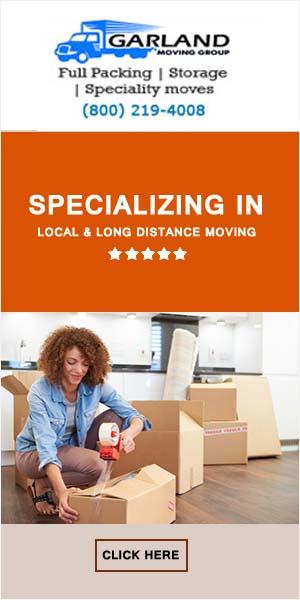 GARLAND
MOVING GROUP
Full Packing | Storage
| Speciality moves
(800) 219-4008
SPECIALIZING IN
LOCAL & LONG DISTANCE MOVING
CLICK HERE